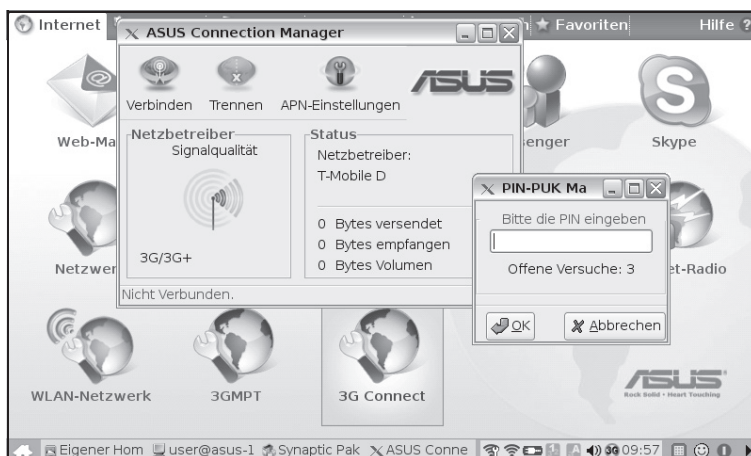 Internet
Favoriten
Hilfe ?
ASUS Connection Manager
Verbinden Trennen APN-Einstellungen
ASUS
Netzbetreiber
Signalqualität
3G/3G+
Status
Netzbetreiber:
T-Mobile D
0 Bytes versendet
0 Bytes empfangen
0 Bytes Volumen
Nicht Verbunden.
PIN-PUK Ma
Bitte die PIN eingeben
Offene Versuche: 3
OK Abbrechen
Web-Ma
enger
Skype
Netzwer
et-Radio
WLAN-Netzwerk
3GMPT
3G Connect
ASUS
Rock Solid • Heart Touching
Eigener Hom user@asus-1 Synaptic Pak ASUS Conne 3G 09:57